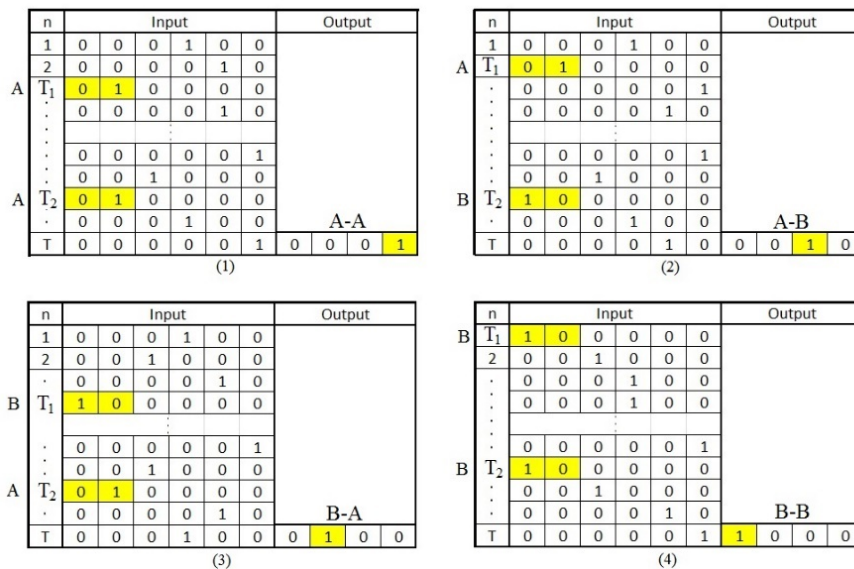 n Input Output
1 0 0 0 1 0 0
2 0 0 0 0 1 0
A T₁ 0 1 0 0 0 0
. 0 0 0 0 1 0
⋮
. 0 0 0 0 0 1
. 0 0 1 0 0 0
A T₂ 0 1 0 0 0 0
. 0 0 0 1 0 0 A-A
T 0 0 0 0 0 1 0 0 0 1
(1)
n Input Output
1 0 0 0 1 0 0
A T₁ 0 1 0 0 0 0
. 0 0 0 0 0 1
. 0 0 0 0 1 0
⋮
. 0 0 0 0 0 1
. 0 0 1 0 0 0
B T₂ 1 0 0 0 0 0
. 0 0 0 1 0 0 A-B
T 0 0 0 0 1 0 0 0 1 0
(2)
n Input Output
1 0 0 0 1 0 0
2 0 0 1 0 0 0
. 0 0 0 0 1 0
B T₁ 1 0 0 0 0 0
⋮
. 0 0 0 0 0 1
. 0 0 1 0 0 0
A T₂ 0 1 0 0 0 0
. 0 0 0 0 1 0 B-A
T 0 0 0 1 0 0 0 1 0 0
(3)
n Input Output
B T₁ 1 0 0 0 0 0
2 0 0 1 0 0 0
. 0 0 0 1 0 0
. 0 0 0 1 0 0
⋮
. 0 0 0 0 0 1
B T₂ 1 0 0 0 0 0
. 0 0 1 0 0 0
. 0 0 0 0 1 0 B-B
T 0 0 0 0 0 1 1 0 0 0
(4)